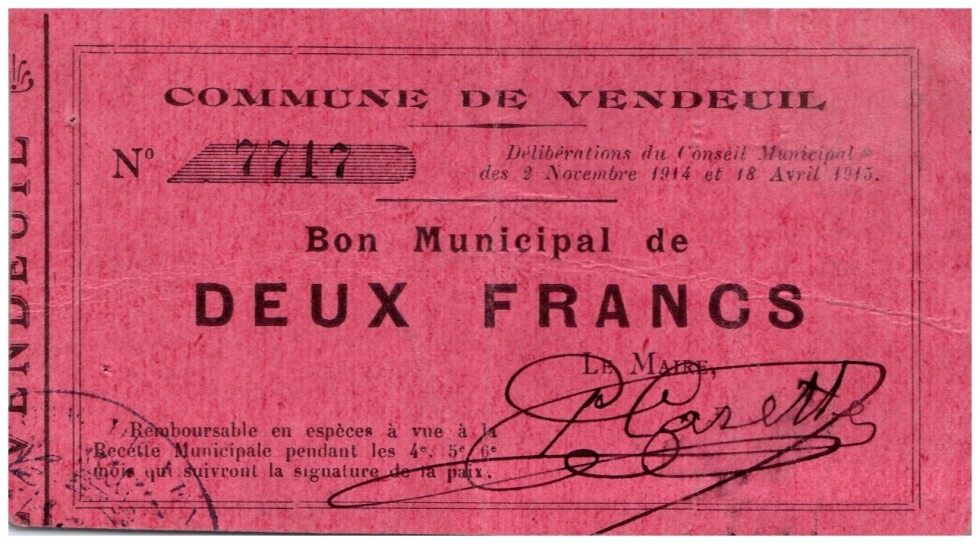 COMMUNE DE VENDEUIL
Nº 7717
Délibérations du Conseil Municipal
des 2 Novembre 1914 et 18 Avril 1915.
Bon Municipal de
DEUX FRANCS
LE MAIRE,
Remboursable en espèces à vue à la
Recette Municipale pendant les 4e, 5e 6e
mois qui suivront la signature de la paix.
VENDEUIL